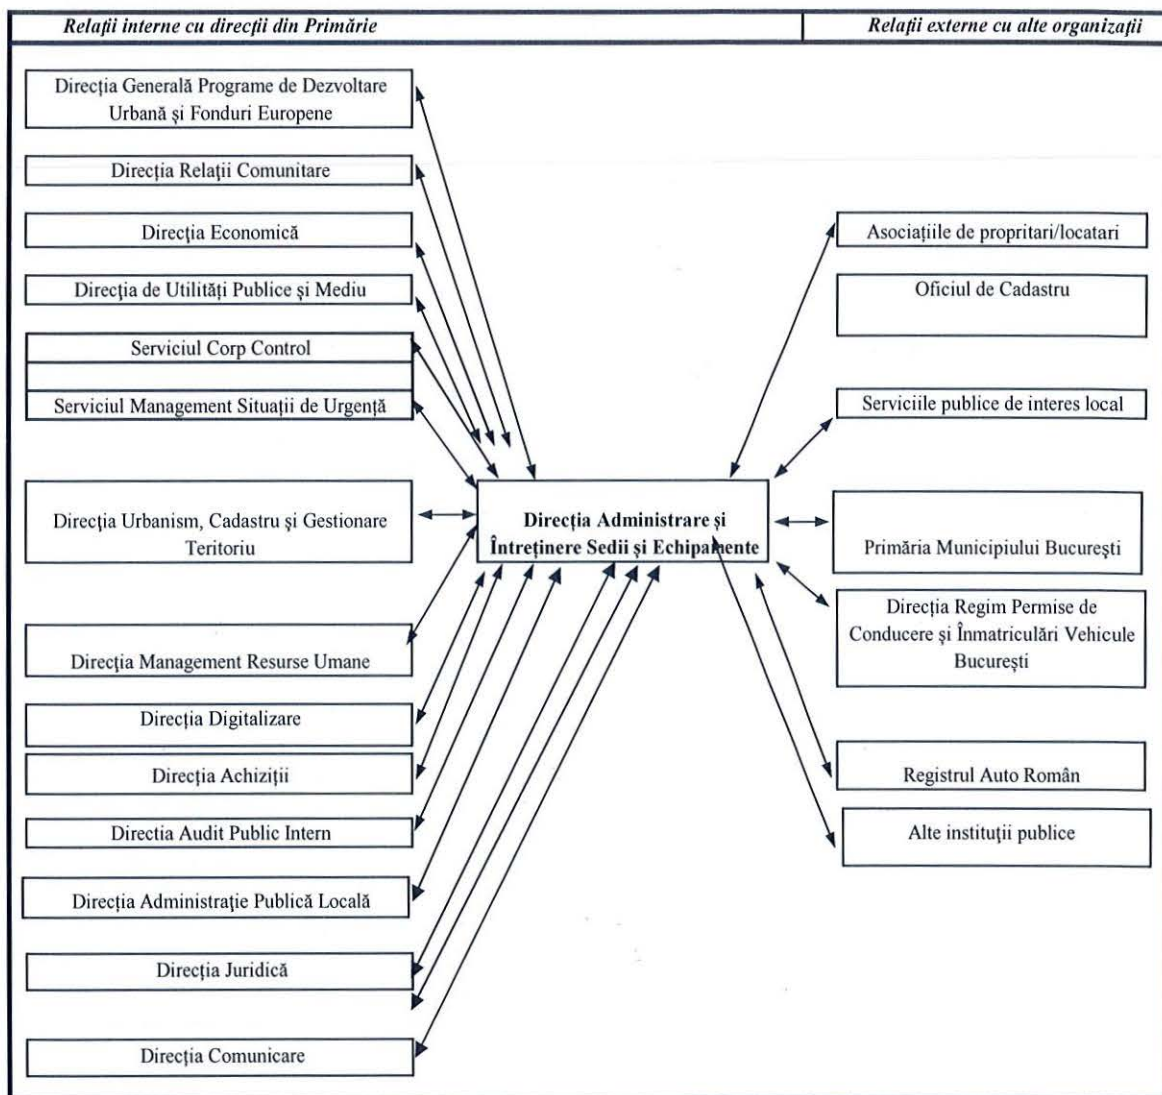 Relații interne cu direcții din Primărie
Relații externe cu alte organizații
Direcția Generală Programe de Dezvoltare
Urbană și Fonduri Europene
Direcția Relații Comunitare
Direcția Economică
Direcția de Utilități Publice și Mediu
Serviciul Corp Control
Serviciul Management Situații de Urgență
Direcția Urbanism, Cadastru și Gestionare
Teritoriu
Direcția Management Resurse Umane
Direcția Digitalizare
Direcția Achiziții
Directia Audit Public Intern
Direcția Administrație Publică Locală
Direcția Juridică
Direcția Comunicare
Direcția Administrare și
Întreținere Sedii și Echipamente
Asociațiile de propritari/locatari
Oficiul de Cadastru
Serviciile publice de interes local
Primăria Municipiului București
Direcția Regim Permise de
Conducere și Înmatriculări Vehicule
București
Registrul Auto Român
Alte instituții publice